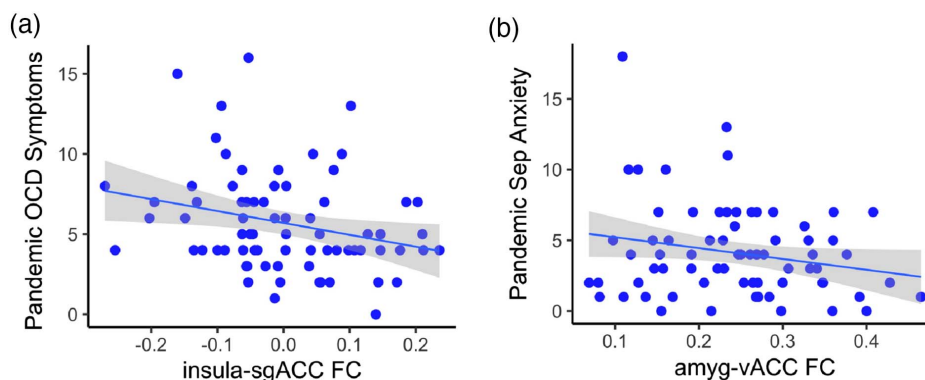 (a)
Pandemic OCD Symptoms
15
10
5
0
-0.2
-0.1
0.0
0.1
0.2
insula-sgACC FC
(b)
Pandemic Sep Anxiety
15
10
5
0
0.1
0.2
0.3
0.4
amyg-vACC FC